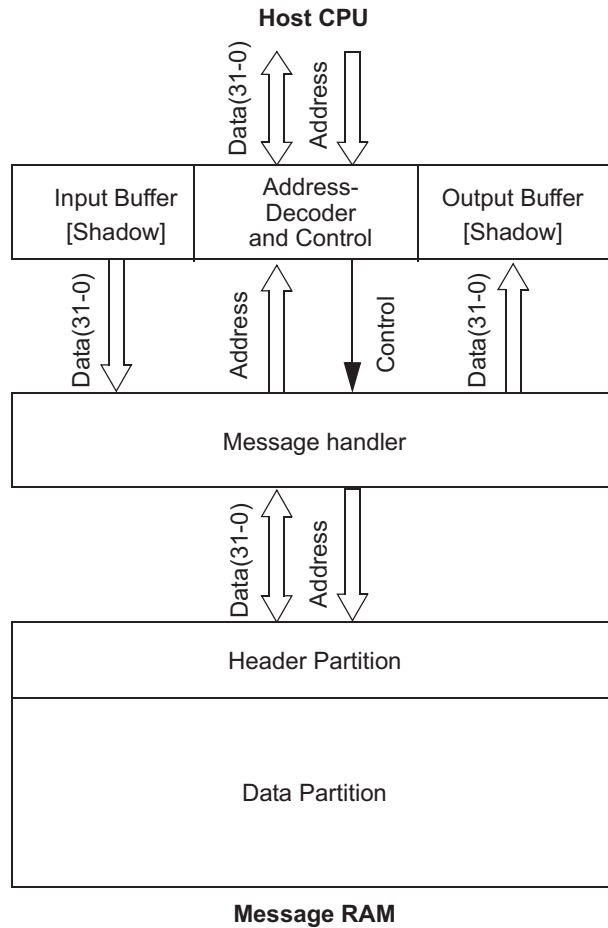 Host CPU
Data(31-0)
Address
Input Buffer
[Shadow]
Address-
Decoder
and Control
Output Buffer
[Shadow]
Data(31-0)
Address
Control
Data(31-0)
Message handler
Data(31-0)
Address
Header Partition
Data Partition
Message RAM